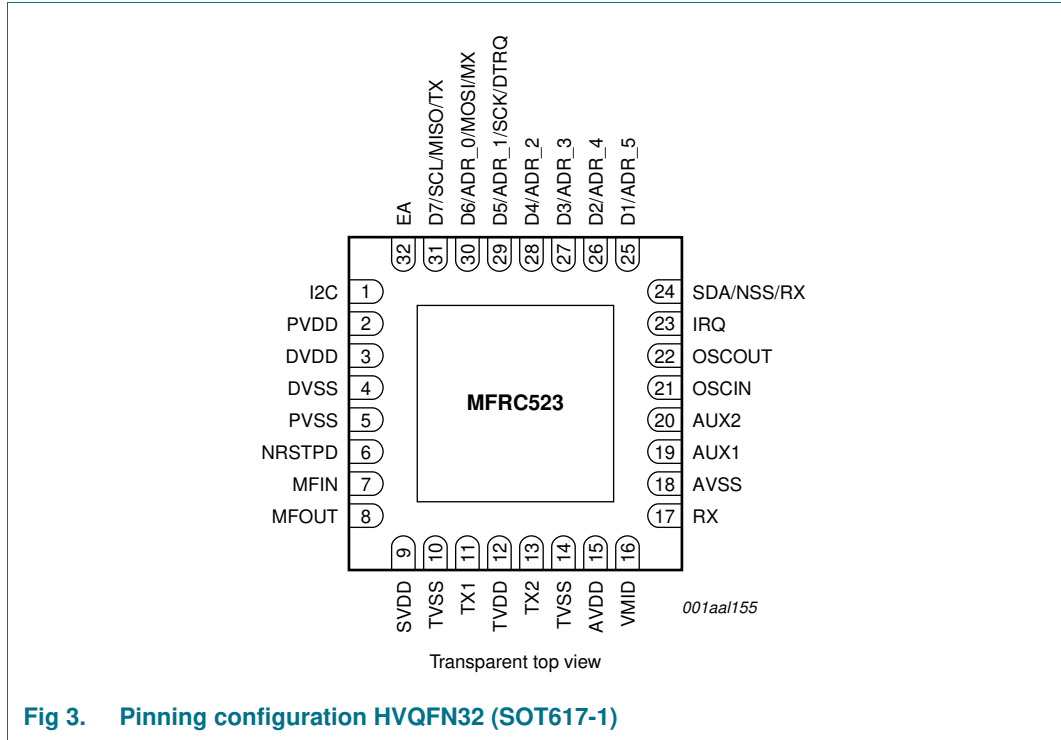 D7/SCL/MISO/TX
D6/ADR_0/MOSI/MX
D5/ADR_1/SCK/DTRQ
D4/ADR_2
D3/ADR_3
D2/ADR_4
D1/ADR_5
EA
32
31
30
29
28
27
26
25
I2C 1
PVDD 2
DVDD 3
DVSS 4
PVSS 5
NRSTPD 6
MFIN 7
MFOUT 8
MFRC523
24 SDA/NSS/RX
23 IRQ
22 OSCOUT
21 OSCIN
20 AUX2
19 AUX1
18 AVSS
17 RX
9
10
11
12
13
14
15
16
SVDD
TVSS
TX1
TVDD
TX2
TVSS
AVDD
VMID
001aal155
Transparent top view
Fig 3. Pinning configuration HVQFN32 (SOT617-1)